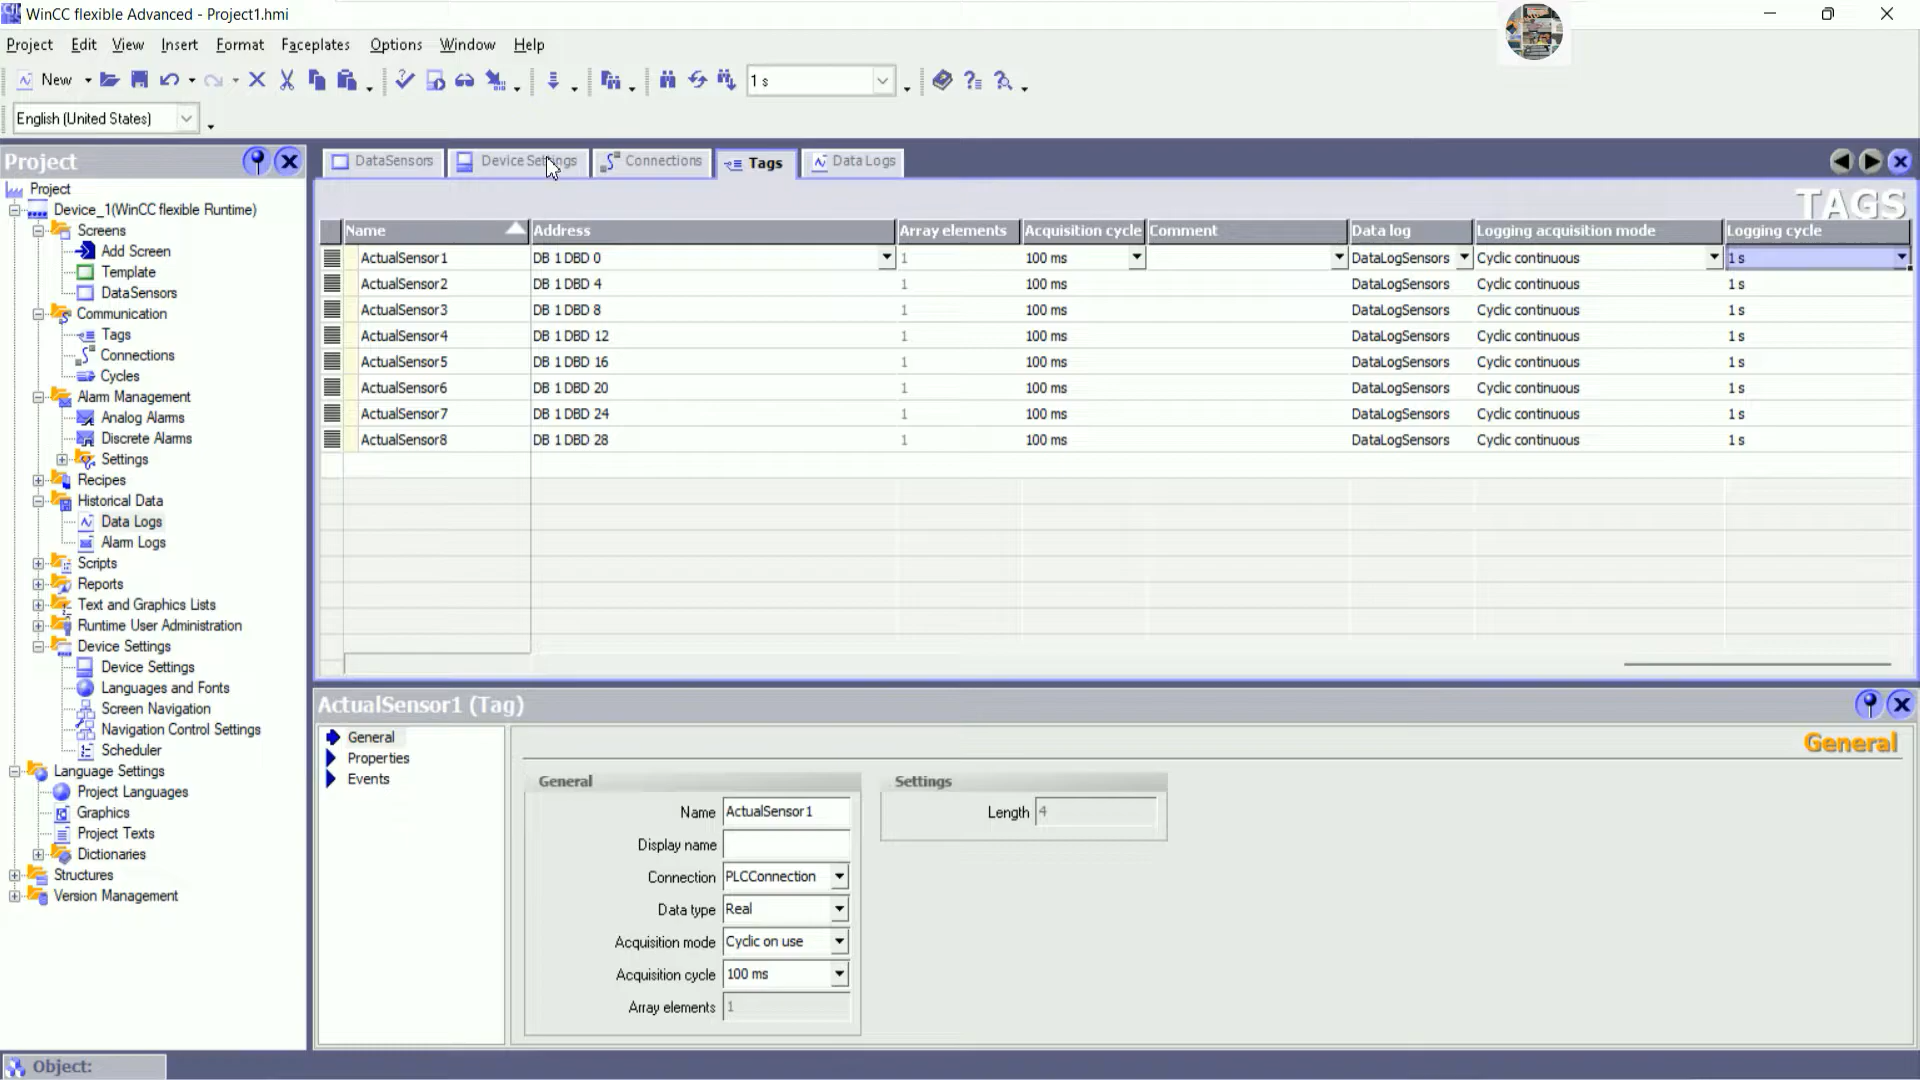 WinCC flexible Advanced - Project1.hmi
Project Edit View Insert Format Faceplates Options Window Help
New 1 s
English (United States)
Project
Project
Device_1(WinCC flexible Runtime)
Screens
Add Screen
Template
DataSensors
Communication
Tags
Connections
Cycles
Alarm Management
Analog Alarms
Discrete Alarms
Settings
Recipes
Historical Data
Data Logs
Alarm Logs
Scripts
Reports
Text and Graphics Lists
Runtime User Administration
Device Settings
Device Settings
Languages and Fonts
Screen Navigation
Navigation Control Settings
Scheduler
Language Settings
Project Languages
Graphics
Project Texts
Dictionaries
Structures
Version Management
DataSensors Device Settings Connections Tags Data Logs
TAGS
Name Address Array elements Acquisition cycle Comment Data log Logging acquisition mode Logging cycle
ActualSensor1 DB 1 DBD 0 1 100 ms DataLogSensors Cyclic continuous 1 s
ActualSensor2 DB 1 DBD 4 1 100 ms DataLogSensors Cyclic continuous 1 s
ActualSensor3 DB 1 DBD 8 1 100 ms DataLogSensors Cyclic continuous 1 s
ActualSensor4 DB 1 DBD 12 1 100 ms DataLogSensors Cyclic continuous 1 s
ActualSensor5 DB 1 DBD 16 1 100 ms DataLogSensors Cyclic continuous 1 s
ActualSensor6 DB 1 DBD 20 1 100 ms DataLogSensors Cyclic continuous 1 s
ActualSensor7 DB 1 DBD 24 1 100 ms DataLogSensors Cyclic continuous 1 s
ActualSensor8 DB 1 DBD 28 1 100 ms DataLogSensors Cyclic continuous 1 s
ActualSensor1 (Tag)
General
Properties
Events
General
General
Name ActualSensor1
Display name
Connection PLCConnection
Data type Real
Acquisition mode Cyclic on use
Acquisition cycle 100 ms
Array elements 1
Settings
Length 4
Object: